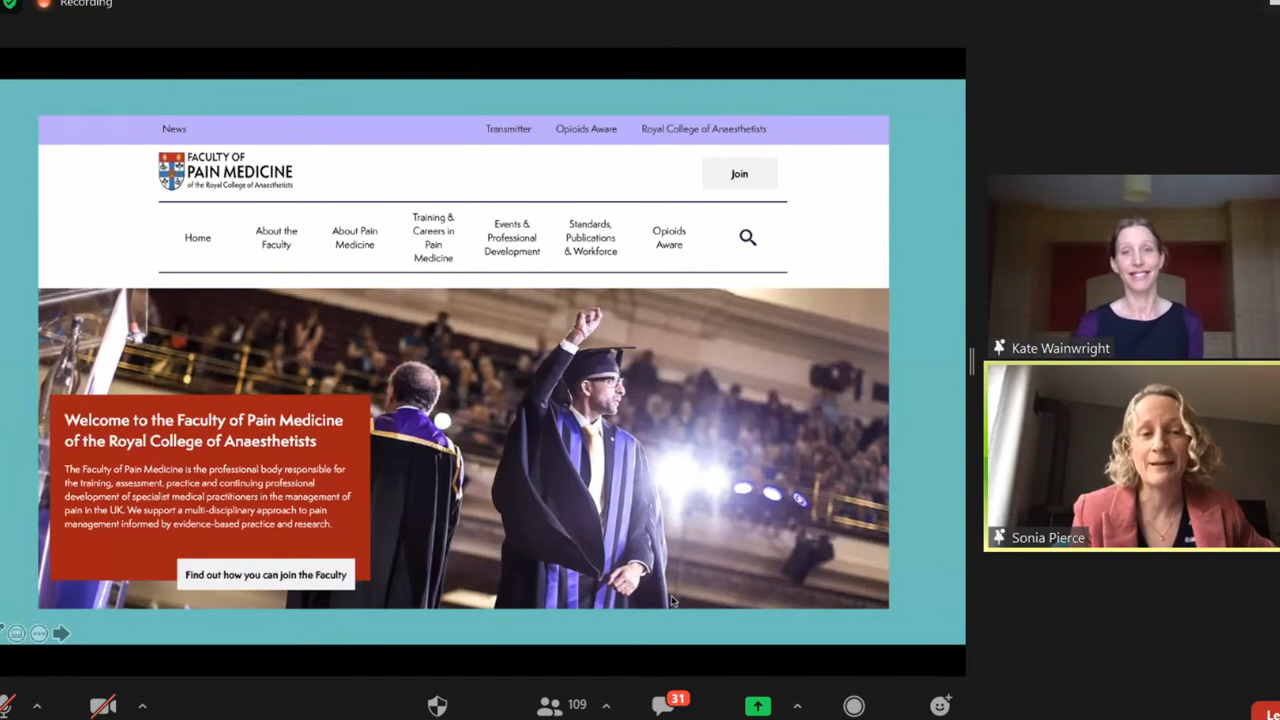 Recording
News
Transmitter
Opioids Aware
Royal College of Anaesthetists
FACULTY OF
PAIN MEDICINE
of the Royal College of Anaesthetists
Join
Home
About the
Faculty
About Pain
Medicine
Training &
Careers in
Pain
Medicine
Events &
Professional
Development
Standards,
Publications
& Workforce
Opioids
Aware
Welcome to the Faculty of Pain Medicine
of the Royal College of Anaesthetists
The Faculty of Pain Medicine is the professional body responsible for
the training, assessment, practice and continuing professional
development of specialist medical practitioners in the management of
pain in the UK. We support a multi-disciplinary approach to pain
management informed by evidence-based practice and research.
Find out how you can join the Faculty
Kate Wainwright
Sonia Pierce
109
31